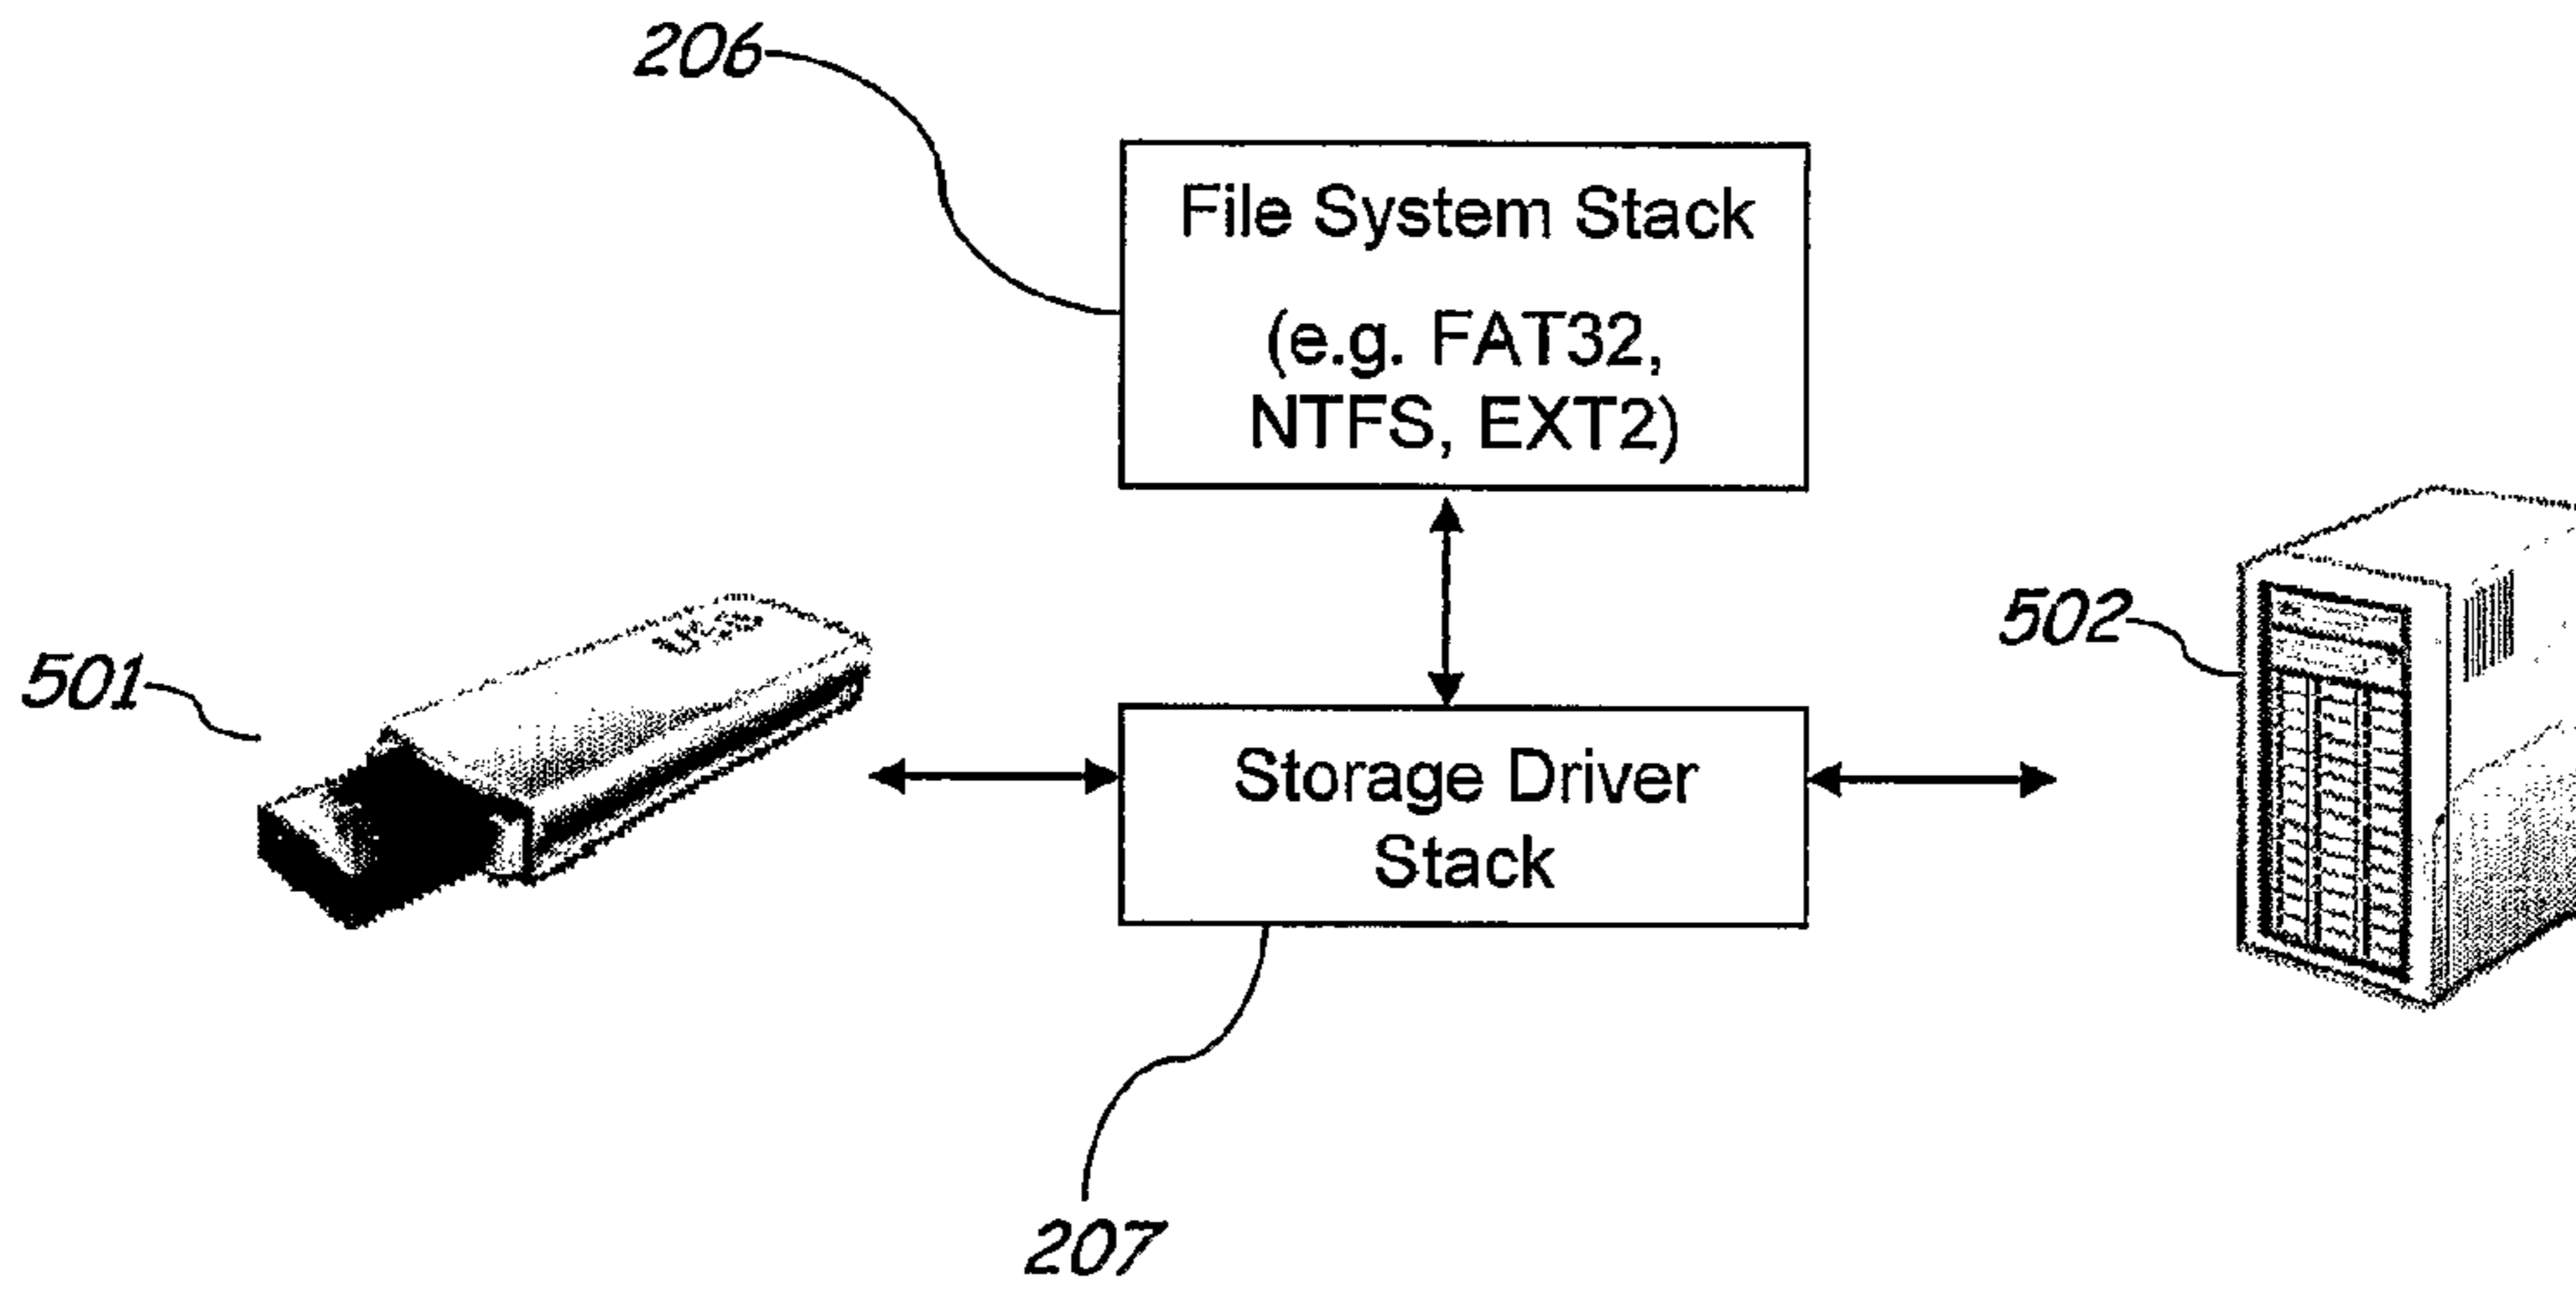 206
File System Stack
(e.g. FAT32,
NTFS, EXT2)
502
501
Storage Driver
Stack
207